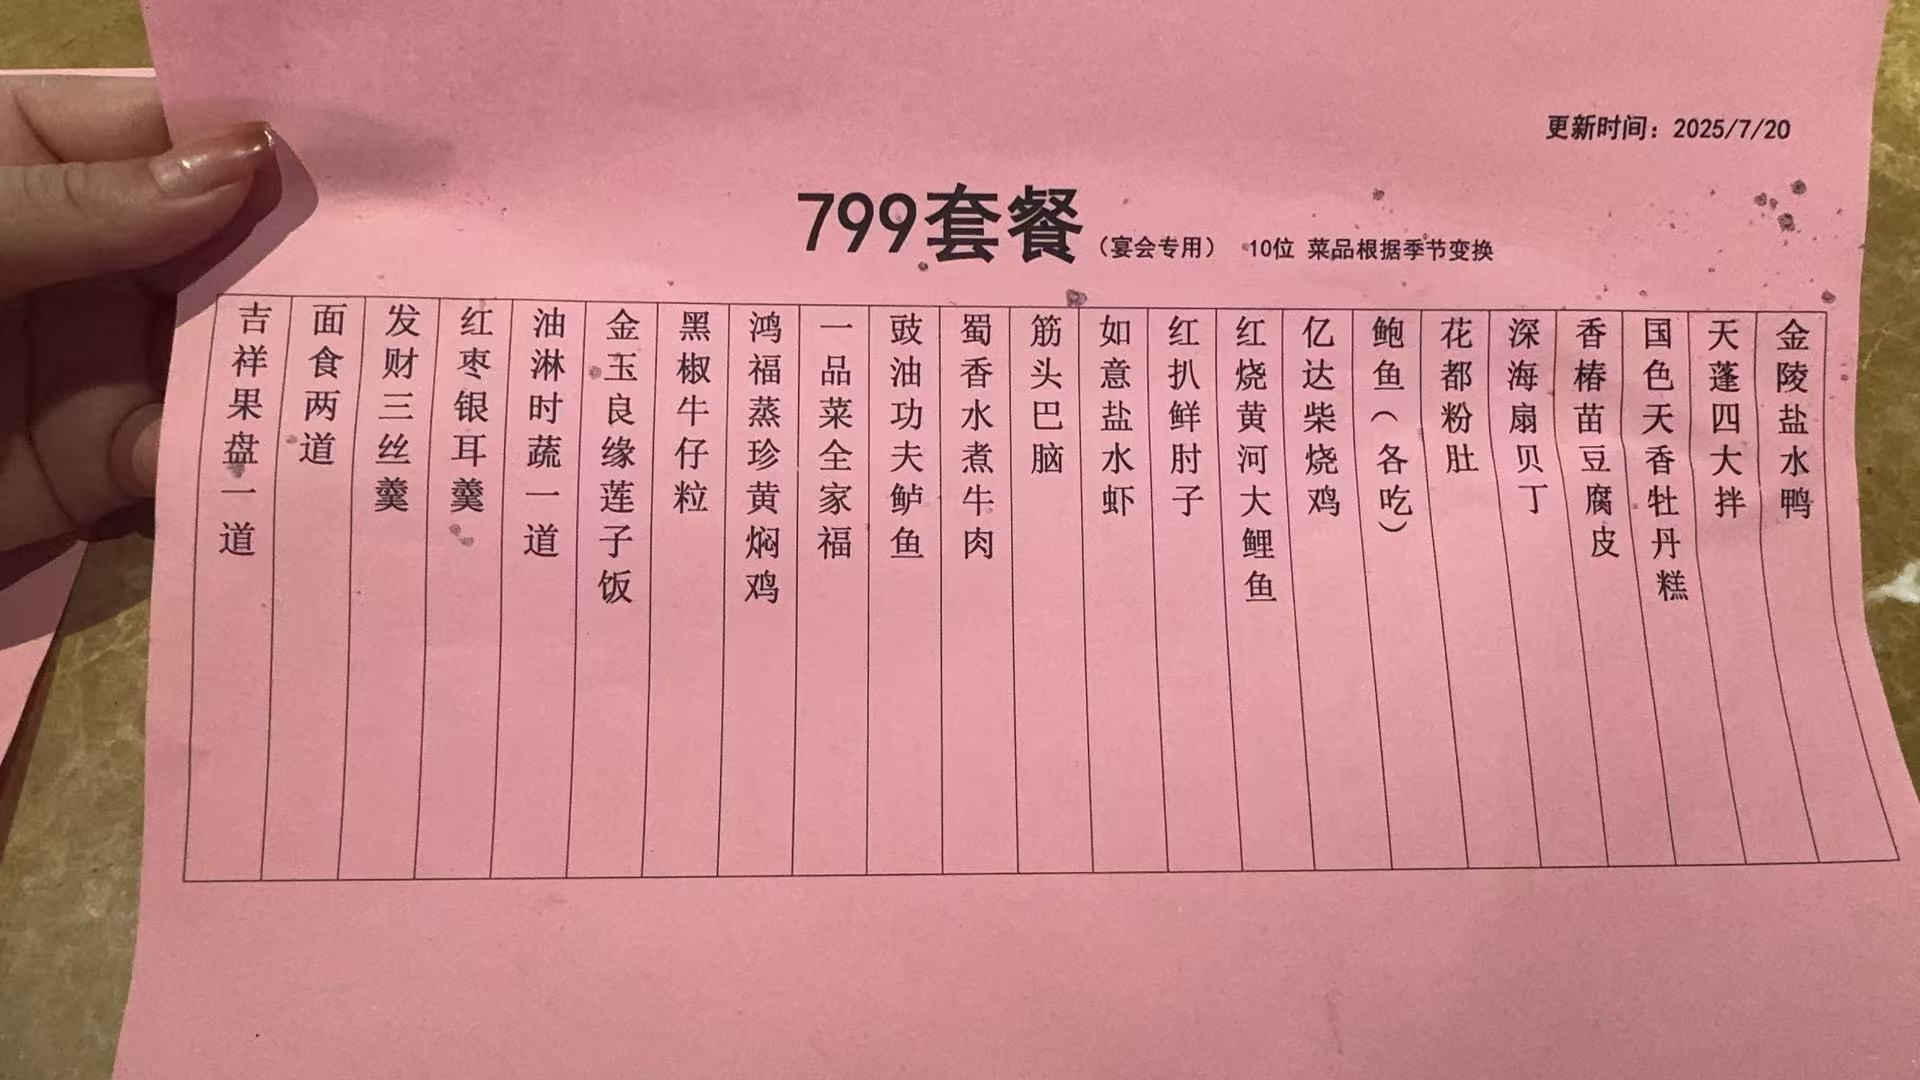 更新时间：2025/7/20
799套餐（宴会专用） 10位 菜品根据季节变换
金陵盐水鸭
天蓬四大拌
国色天香牡丹糕
香椿苗豆腐皮
深海扇贝丁
花都粉肚
鲍鱼（各吃）
亿达柴烧鸡
红烧黄河大鲤鱼
红扒鲜肘子
如意盐水虾
筋头巴脑
蜀香水煮牛肉
豉油功夫鲈鱼
一品菜全家福
鸿福蒸珍黄焖鸡
黑椒牛仔粒
金玉良缘莲子饭
油淋时蔬一道
红枣银耳羹
发财三丝羹
面食两道
吉祥果盘一道